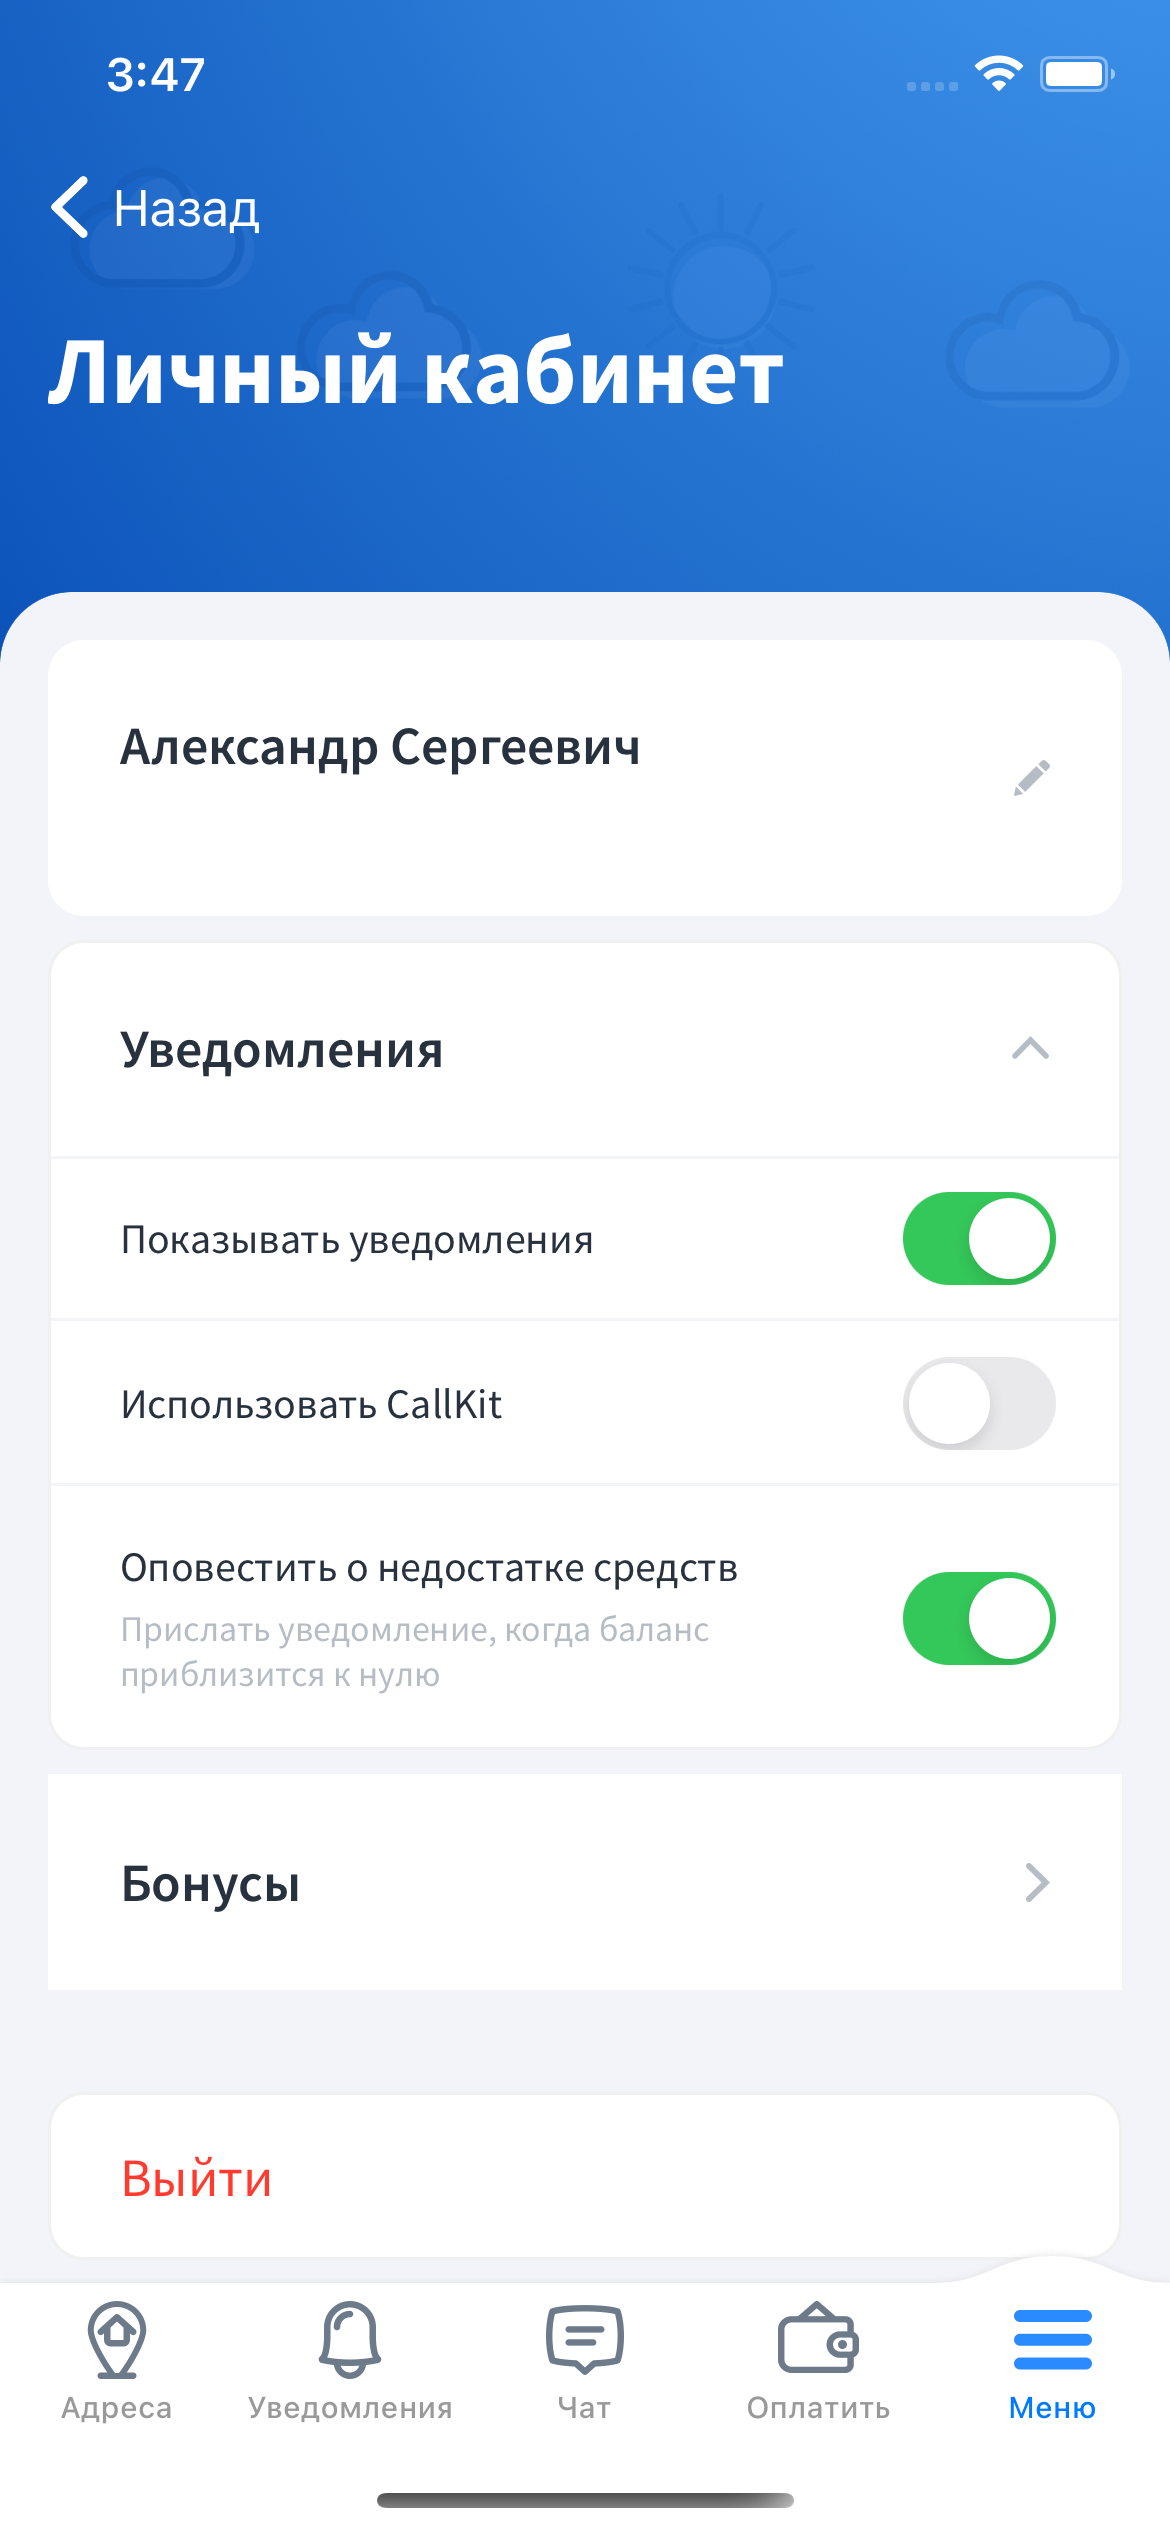 3:47
Назад
Личный кабинет
Александр Сергеевич
Уведомления
Показывать уведомления
Использовать CallKit
Оповестить о недостатке средств
Прислать уведомление, когда баланс
приблизится к нулю
Бонусы
Выйти
Адреса
Уведомления
Чат
Оплатить
Меню